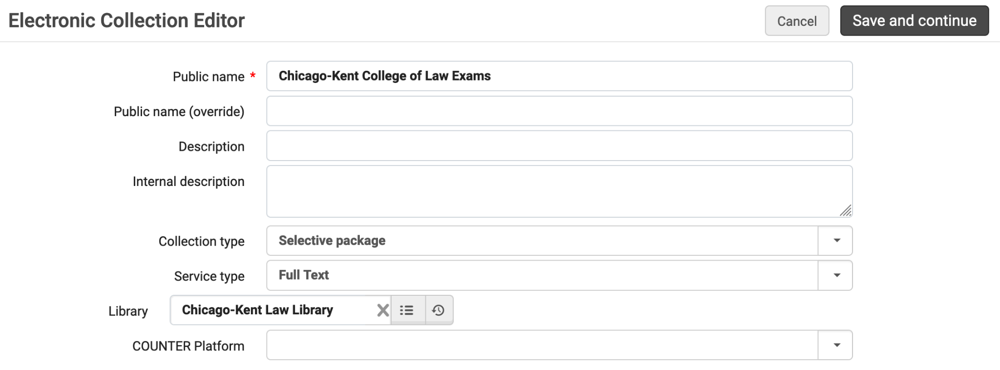 Electronic Collection Editor
Cancel
Save and continue
Public name * Chicago-Kent College of Law Exams
Public name (override)
Description
Internal description
Collection type Selective package
Service type Full Text
Library Chicago-Kent Law Library
COUNTER Platform